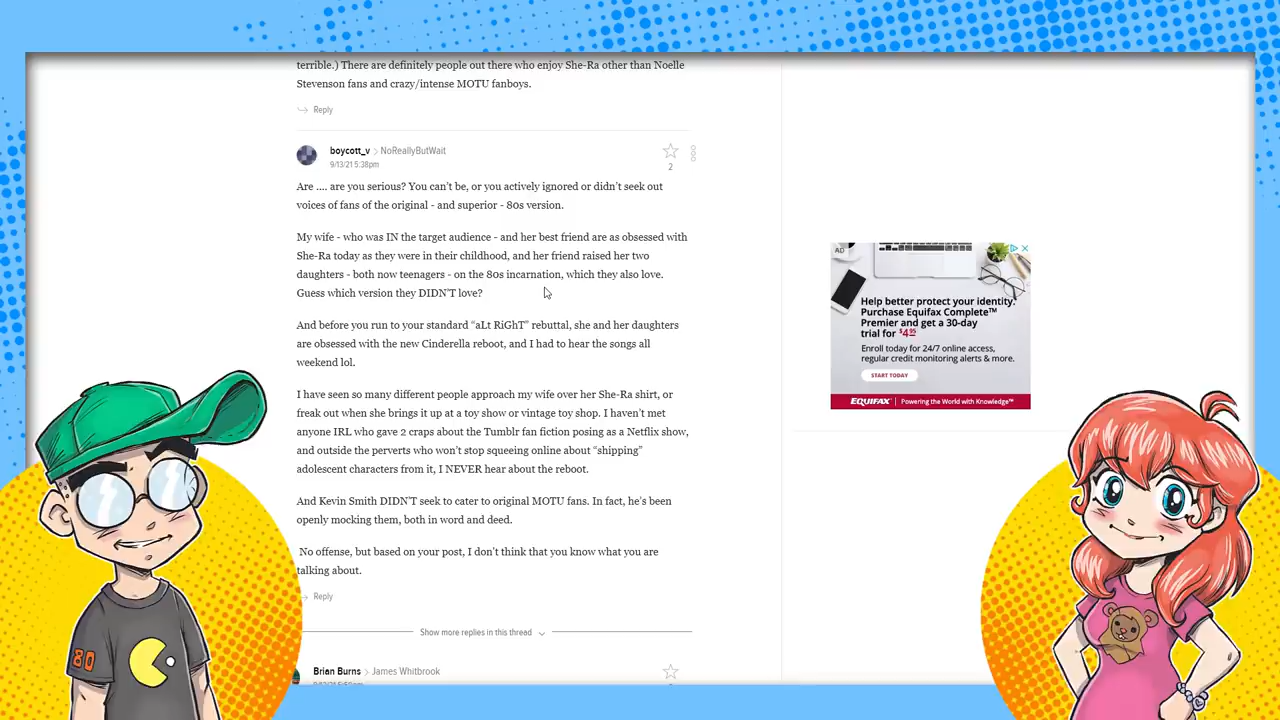 terrible.) There are definitely people out there who enjoy She-Ra other than Noelle
Stevenson fans and crazy/intense MOTU fanboys.
Reply
boycott_v > NoReallyButWait
9/13/21 5:38pm
2
Are .... are you serious? You can't be, or you actively ignored or didn't seek out
voices of fans of the original - and superior - 80s version.
My wife - who was IN the target audience - and her best friend are as obsessed with
She-Ra today as they were in their childhood, and her friend raised her two
daughters - both now teenagers - on the 80s incarnation, which they also love.
Guess which version they DIDN'T love?
And before you run to your standard "aLt RiGhT" rebuttal, she and her daughters
are obsessed with the new Cinderella reboot, and I had to hear the songs all
weekend lol.
I have seen so many different people approach my wife over her She-Ra shirt, or
freak out when she brings it up at a toy show or vintage toy shop. I haven't met
anyone IRL who gave 2 craps about the Tumblr fan fiction posing as a Netflix show,
and outside the perverts who won't stop squeeing online about "shipping"
adolescent characters from it, I NEVER hear about the reboot.
And Kevin Smith DIDN'T seek to cater to original MOTU fans. In fact, he's been
openly mocking them, both in word and deed.
No offense, but based on your post, I don't think that you know what you are
talking about.
Reply
Show more replies in this thread
Brian Burns > James Whitbrook
AD
Help better protect your identity.
Purchase Equifax Complete™
Premier and get a 30-day
trial for $4.95
Enroll today for 24/7 online access,
regular credit monitoring alerts & more.
START TODAY
EQUIFAX | Powering the World with Knowledge™
80